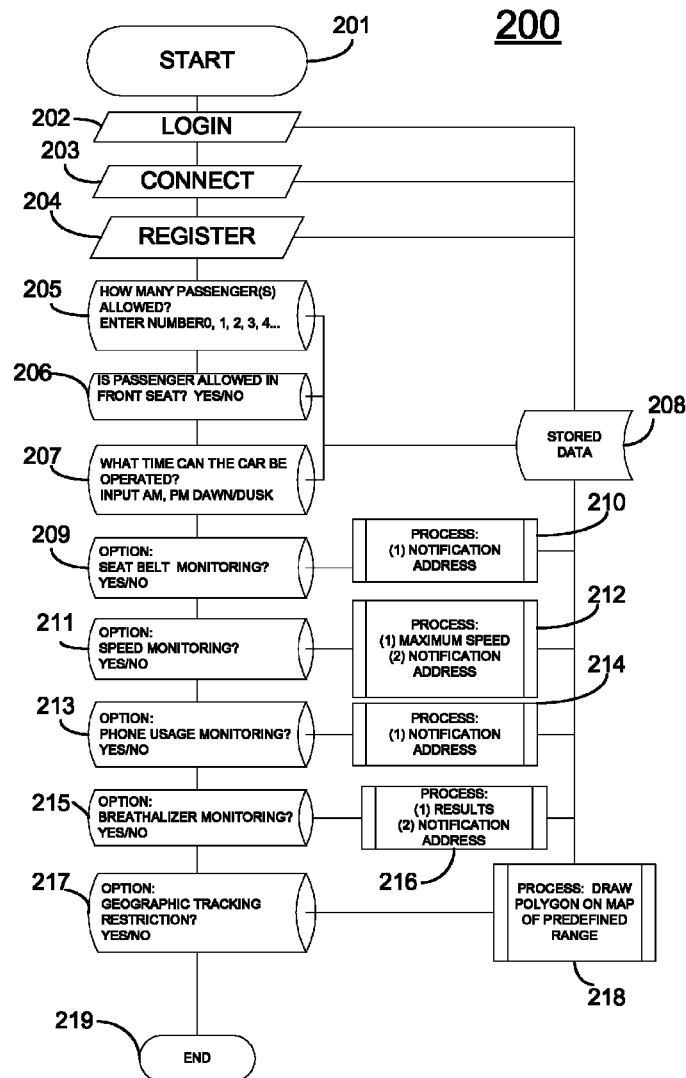 200
201
START
202
LOGIN
203
CONNECT
204
REGISTER
205
HOW MANY PASSENGER(S)
ALLOWED?
ENTER NUMBER0, 1, 2, 3, 4...
206
IS PASSENGER ALLOWED IN
FRONT SEAT? YES/NO
207
WHAT TIME CAN THE CAR BE
OPERATED?
INPUT AM, PM DAWN/DUSK
208
STORED
DATA
209
OPTION:
SEAT BELT MONITORING?
YES/NO
210
PROCESS:
(1) NOTIFICATION
ADDRESS
211
OPTION:
SPEED MONITORING?
YES/NO
212
PROCESS:
(1) MAXIMUM SPEED
(2) NOTIFICATION
ADDRESS
213
OPTION:
PHONE USAGE MONITORING?
YES/NO
214
PROCESS:
(1) NOTIFICATION
ADDRESS
215
OPTION:
BREATHALIZER MONITORING?
YES/NO
PROCESS:
(1) RESULTS
(2) NOTIFICATION
ADDRESS
216
217
OPTION:
GEOGRAPHIC TRACKING
RESTRICTION?
YES/NO
PROCESS: DRAW
POLYGON ON MAP
OF PREDEFINED
RANGE
218
219
END